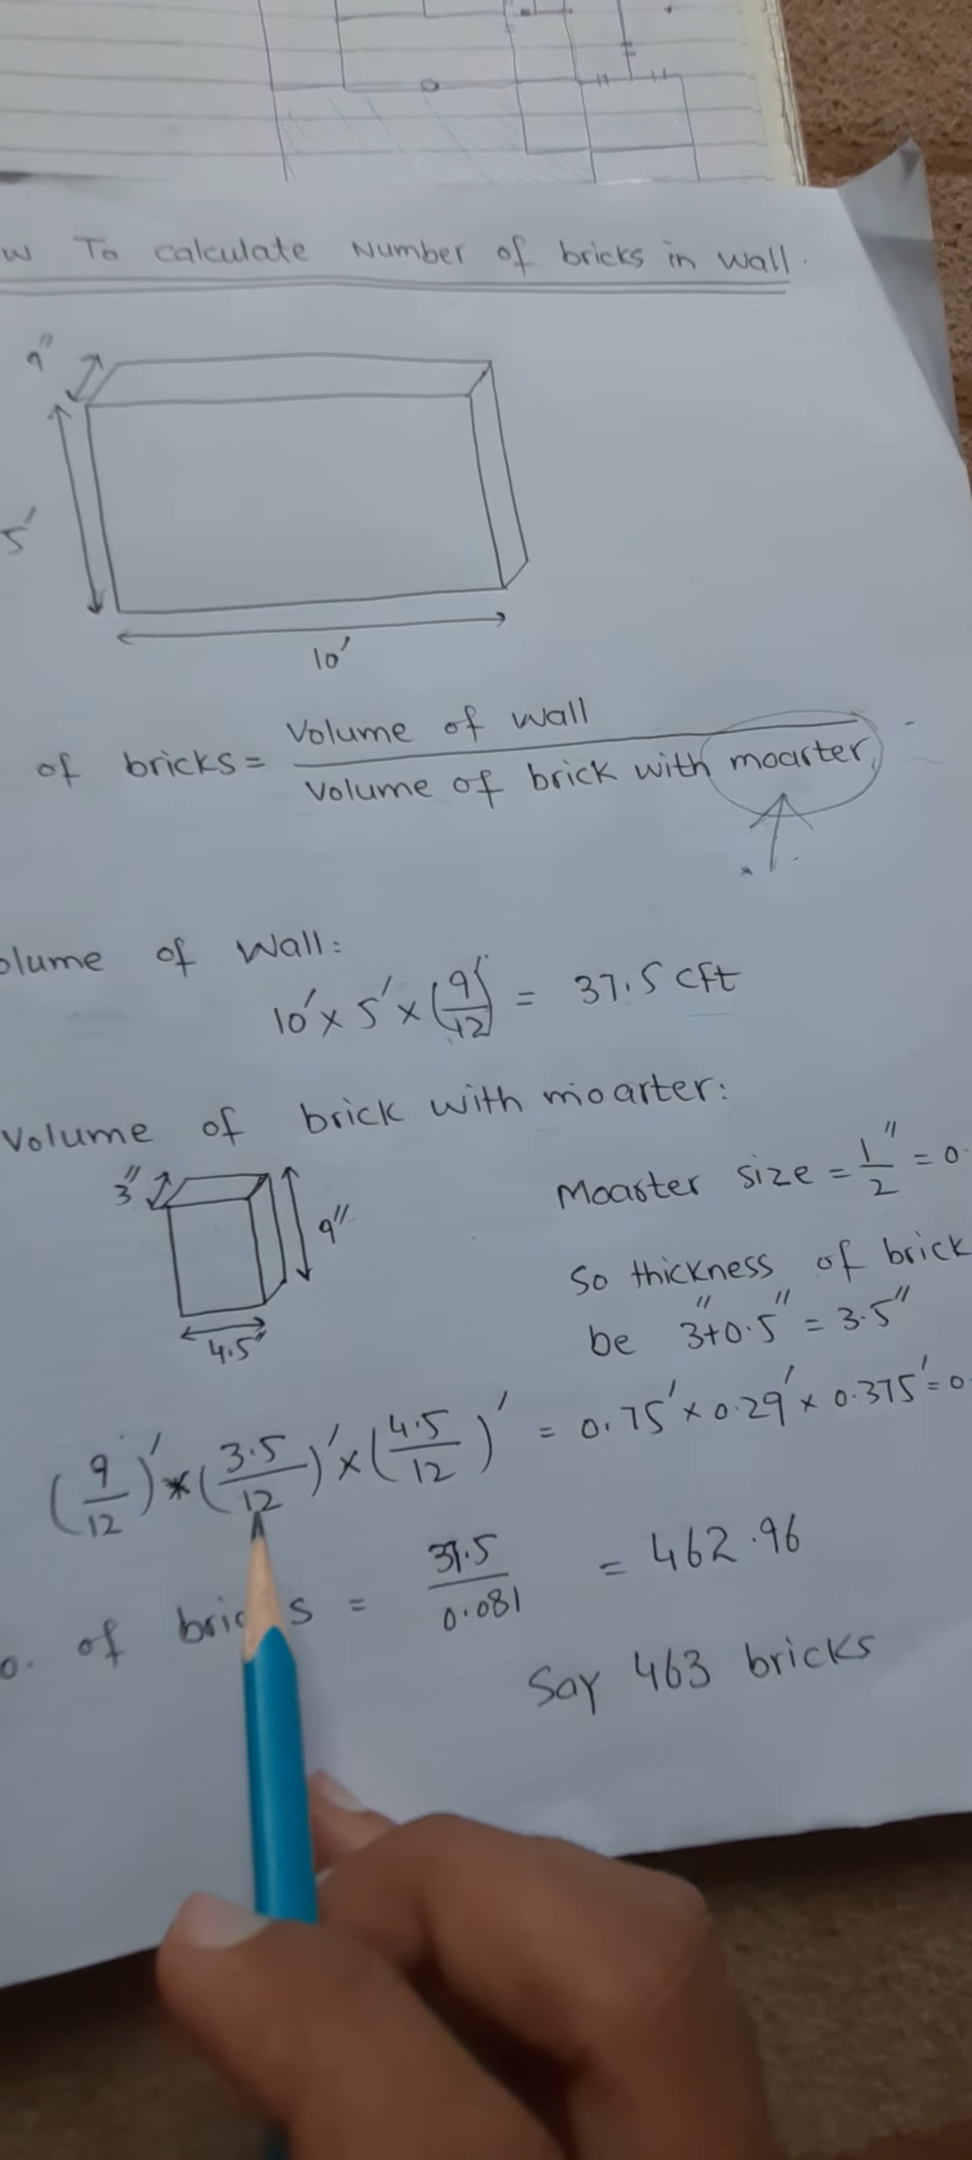 w To calculate Number of bricks in wall.
9"
5'
10'
of bricks = Volume of wall
Volume of brick with moarter
olume of Wall:
10' x 5' x (9/12)' = 37.5 cft
Volume of brick with moarter:
3"
9"
4.5"
Moarter size = 1/2" = 0.
So thickness of brick
be 3"+0.5" = 3.5"
(9/12)' x (3.5/12)' x (4.5/12)' = 0.75' x 0.29' x 0.375' = 0
o. of bric s = 37.5/0.081 = 462.96
Say 463 bricks